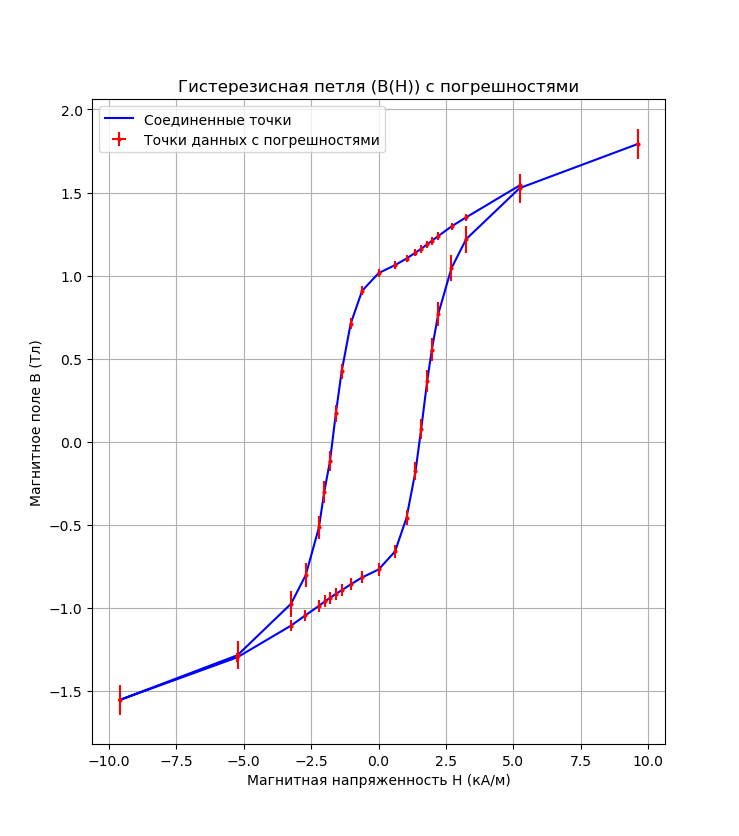 Гистерезисная петля (B(H)) с погрешностями
Соединенные точки
Точки данных с погрешностями
2.0
1.5
1.0
0.5
0.0
−0.5
−1.0
−1.5
Магнитное поле B (Тл)
−10.0 −7.5 −5.0 −2.5 0.0 2.5 5.0 7.5 10.0
Магнитная напряженность H (кА/м)